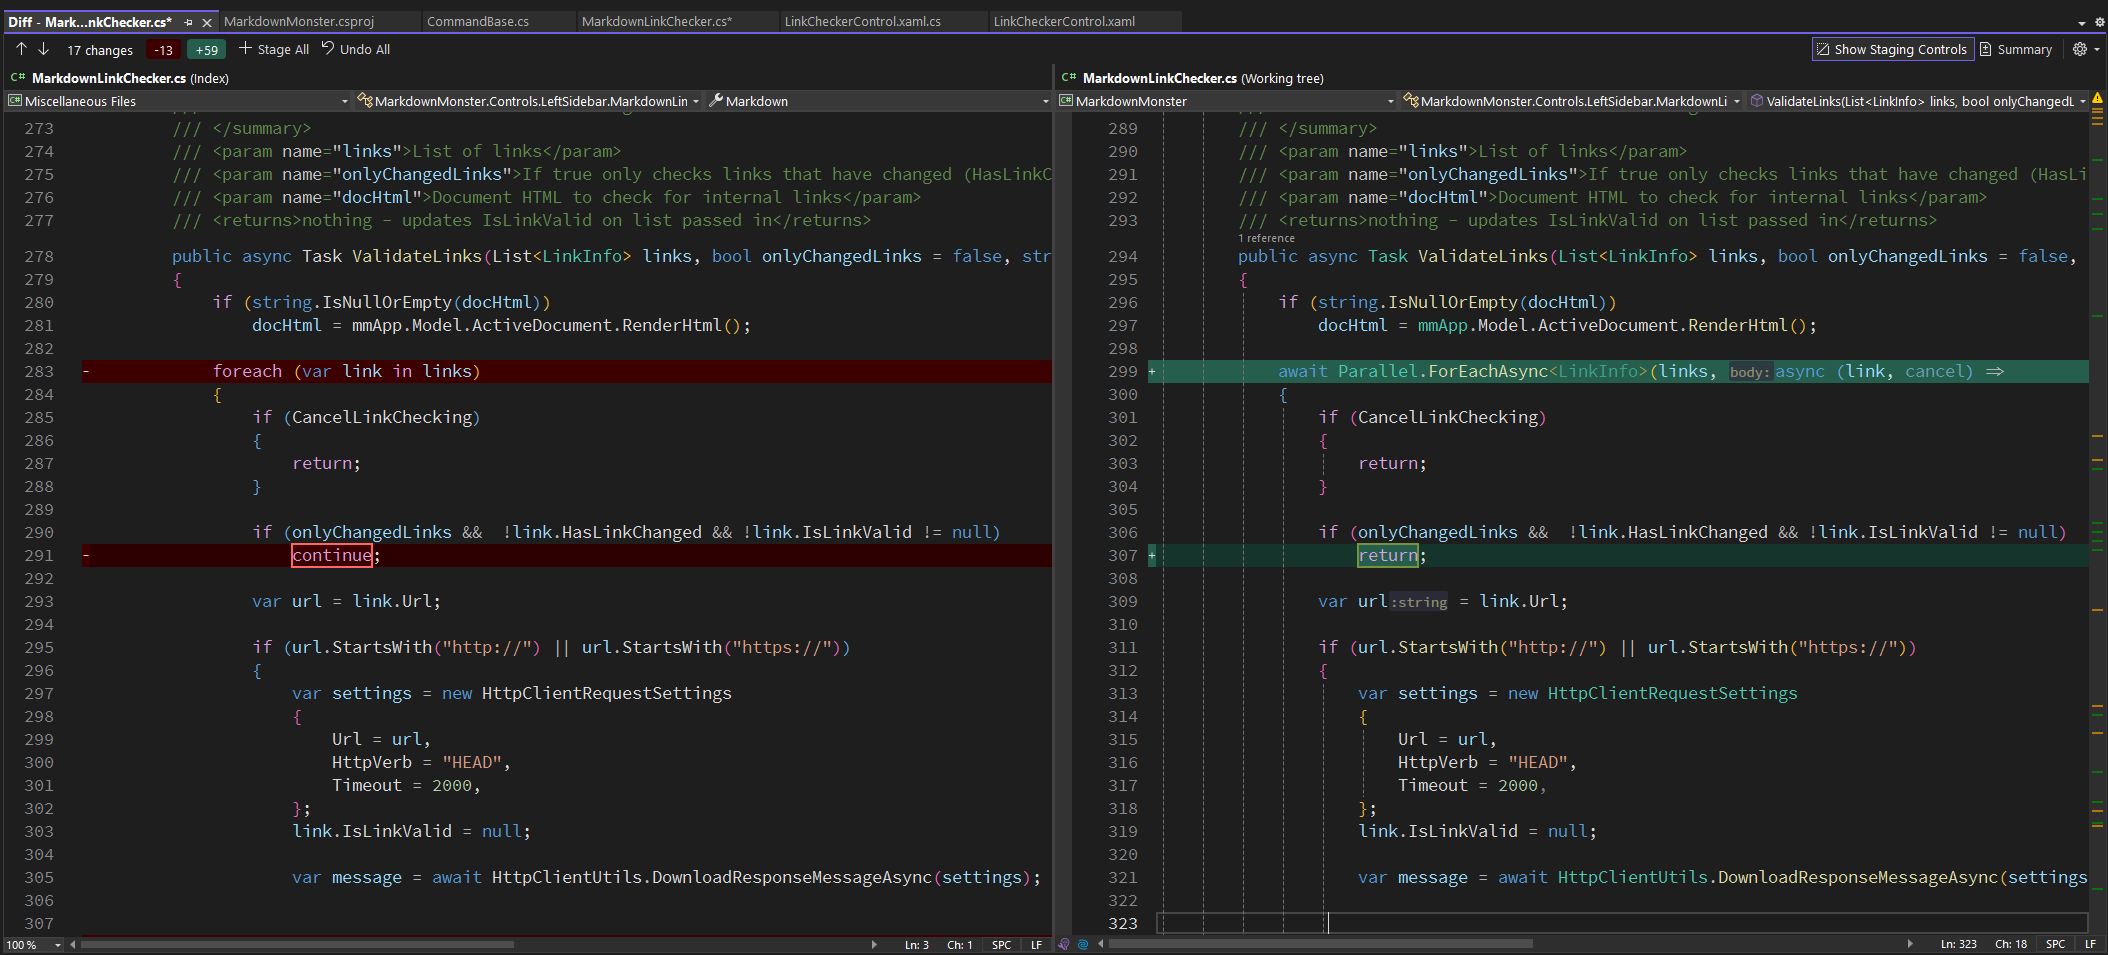 Diff - Mark...nkChecker.cs* MarkdownMonster.csproj CommandBase.cs MarkdownLinkChecker.cs* LinkCheckerControl.xaml.cs LinkCheckerControl.xaml
17 changes -13 +59 Stage All Undo All Show Staging Controls Summary
C# MarkdownLinkChecker.cs (Index)
Miscellaneous Files MarkdownMonster.Controls.LeftSidebar.MarkdownLin Markdown
273 /// </summary>
274 /// <param name="links">List of links</param>
275 /// <param name="onlyChangedLinks">If true only checks links that have changed (HasLinkC
276 /// <param name="docHtml">Document HTML to check for internal links</param>
277 /// <returns>nothing - updates IsLinkValid on list passed in</returns>
278 public async Task ValidateLinks(List<LinkInfo> links, bool onlyChangedLinks = false, str
279 {
280 if (string.IsNullOrEmpty(docHtml))
281 docHtml = mmApp.Model.ActiveDocument.RenderHtml();
282
283 - foreach (var link in links)
284 {
285 if (CancelLinkChecking)
286 {
287 return;
288 }
289
290 if (onlyChangedLinks &&  !link.HasLinkChanged && !link.IsLinkValid != null)
291 - continue;
292
293 var url = link.Url;
294
295 if (url.StartsWith("http://") || url.StartsWith("https://"))
296 {
297 var settings = new HttpClientRequestSettings
298 {
299 Url = url,
300 HttpVerb = "HEAD",
301 Timeout = 2000,
302 };
303 link.IsLinkValid = null;
304
305 var message = await HttpClientUtils.DownloadResponseMessageAsync(settings);
306
307
100 % Ln: 3 Ch: 1 SPC LF
C# MarkdownLinkChecker.cs (Working tree)
C# MarkdownMonster MarkdownMonster.Controls.LeftSidebar.MarkdownLi ValidateLinks(List<LinkInfo> links, bool onlyChangedL
289 /// </summary>
290 /// <param name="links">List of links</param>
291 /// <param name="onlyChangedLinks">If true only checks links that have changed (HasLi
292 /// <param name="docHtml">Document HTML to check for internal links</param>
293 /// <returns>nothing - updates IsLinkValid on list passed in</returns>
1 reference
294 public async Task ValidateLinks(List<LinkInfo> links, bool onlyChangedLinks = false,
295 {
296 if (string.IsNullOrEmpty(docHtml))
297 docHtml = mmApp.Model.ActiveDocument.RenderHtml();
298
299 + await Parallel.ForEachAsync<LinkInfo>(links, body: async (link, cancel) =>
300 {
301 if (CancelLinkChecking)
302 {
303 return;
304 }
305
306 if (onlyChangedLinks &&  !link.HasLinkChanged && !link.IsLinkValid != null)
307 + return;
308
309 var url :string = link.Url;
310
311 if (url.StartsWith("http://") || url.StartsWith("https://"))
312 {
313 var settings = new HttpClientRequestSettings
314 {
315 Url = url,
316 HttpVerb = "HEAD",
317 Timeout = 2000,
318 };
319 link.IsLinkValid = null;
320
321 var message = await HttpClientUtils.DownloadResponseMessageAsync(settings
322
323
Ln: 323 Ch: 18 SPC LF